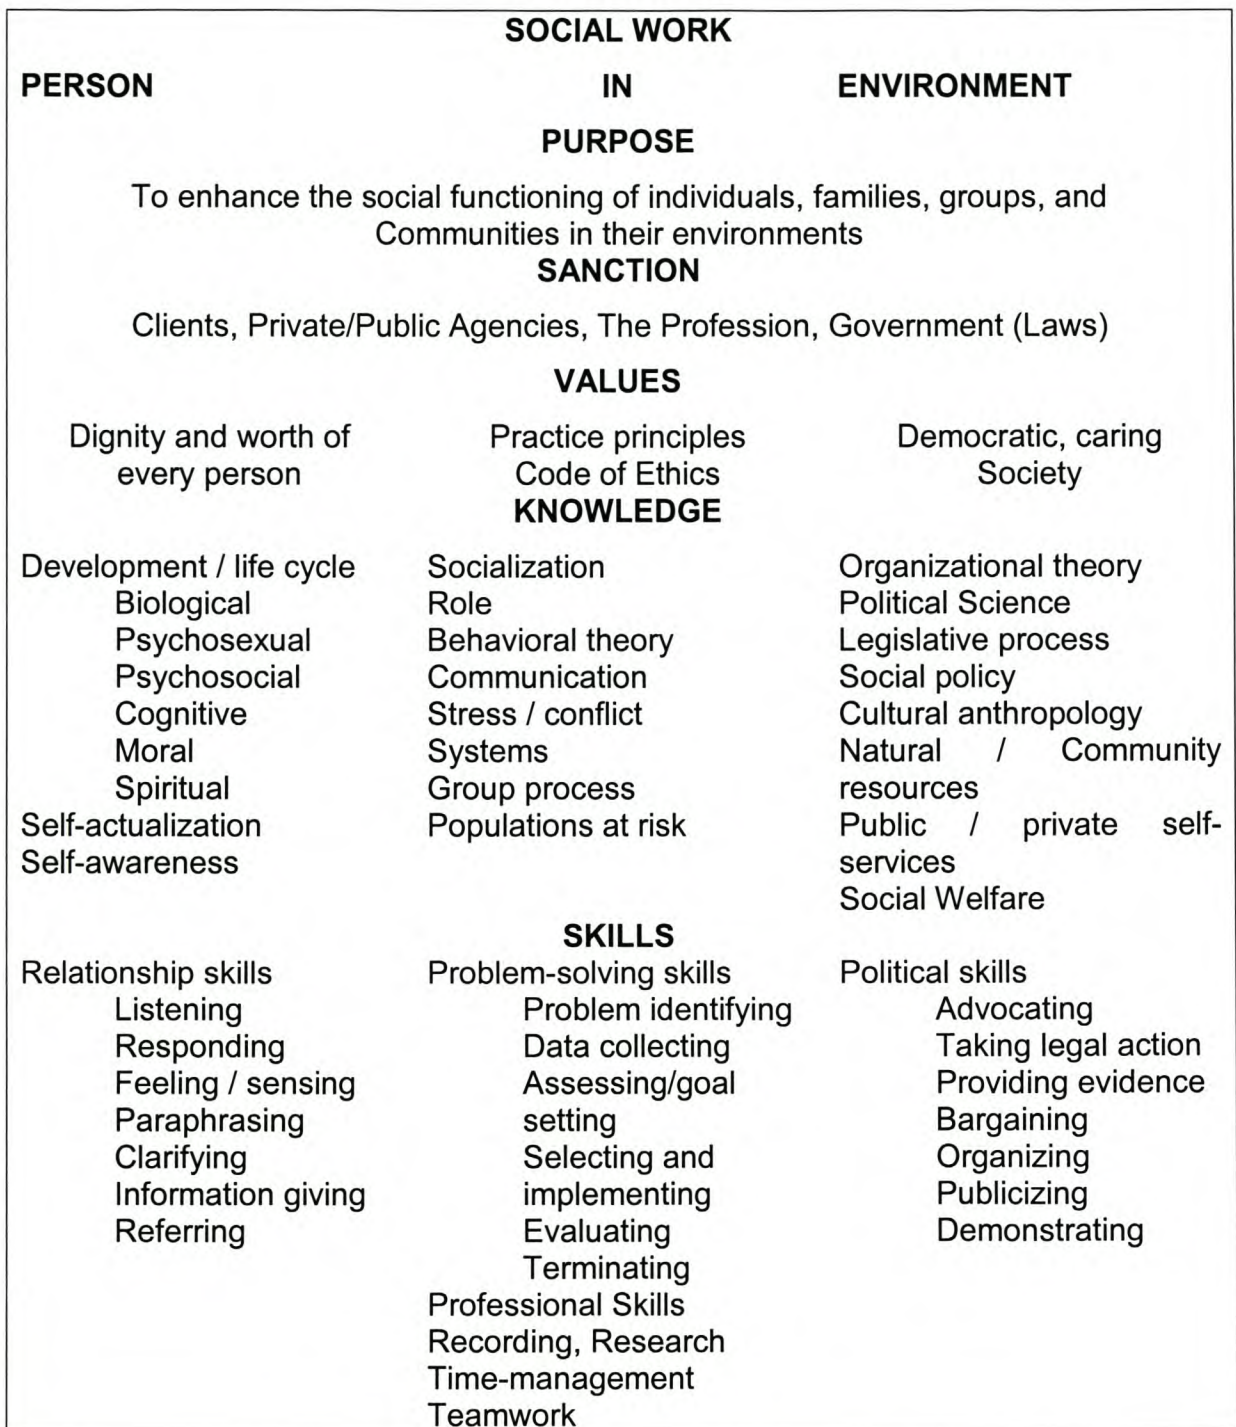 SOCIAL WORK
PERSON IN ENVIRONMENT
PURPOSE
To enhance the social functioning of individuals, families, groups, and
Communities in their environments
SANCTION
Clients, Private/Public Agencies, The Profession, Government (Laws)
VALUES
Dignity and worth of
every person
Practice principles
Code of Ethics
Democratic, caring
Society
KNOWLEDGE
Development / life cycle
Biological
Psychosexual
Psychosocial
Cognitive
Moral
Spiritual
Self-actualization
Self-awareness
Socialization
Role
Behavioral theory
Communication
Stress / conflict
Systems
Group process
Populations at risk
Organizational theory
Political Science
Legislative process
Social policy
Cultural anthropology
Natural / Community
resources
Public / private self-
services
Social Welfare
SKILLS
Relationship skills
Listening
Responding
Feeling / sensing
Paraphrasing
Clarifying
Information giving
Referring
Problem-solving skills
Problem identifying
Data collecting
Assessing/goal
setting
Selecting and
implementing
Evaluating
Terminating
Professional Skills
Recording, Research
Time-management
Teamwork
Political skills
Advocating
Taking legal action
Providing evidence
Bargaining
Organizing
Publicizing
Demonstrating